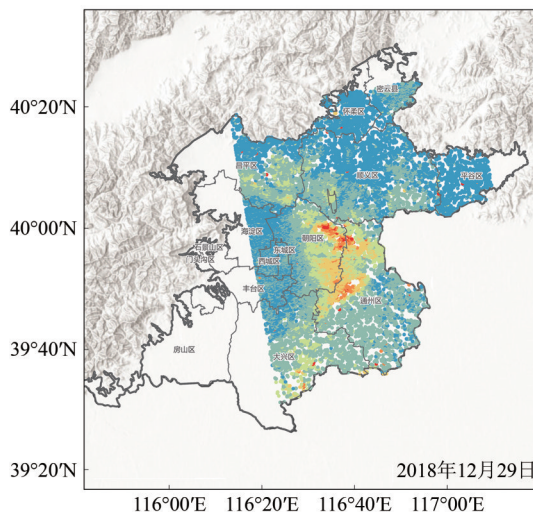 40°20′N
40°00′N
39°40′N
39°20′N
密云县
怀柔区
昌平区
顺义区
平谷区
海淀区
朝阳区
石景山区
东城区
门头沟区
西城区
丰台区
通州区
房山区
大兴区
2018年12月29日
116°00′E
116°20′E
116°40′E
117°00′E